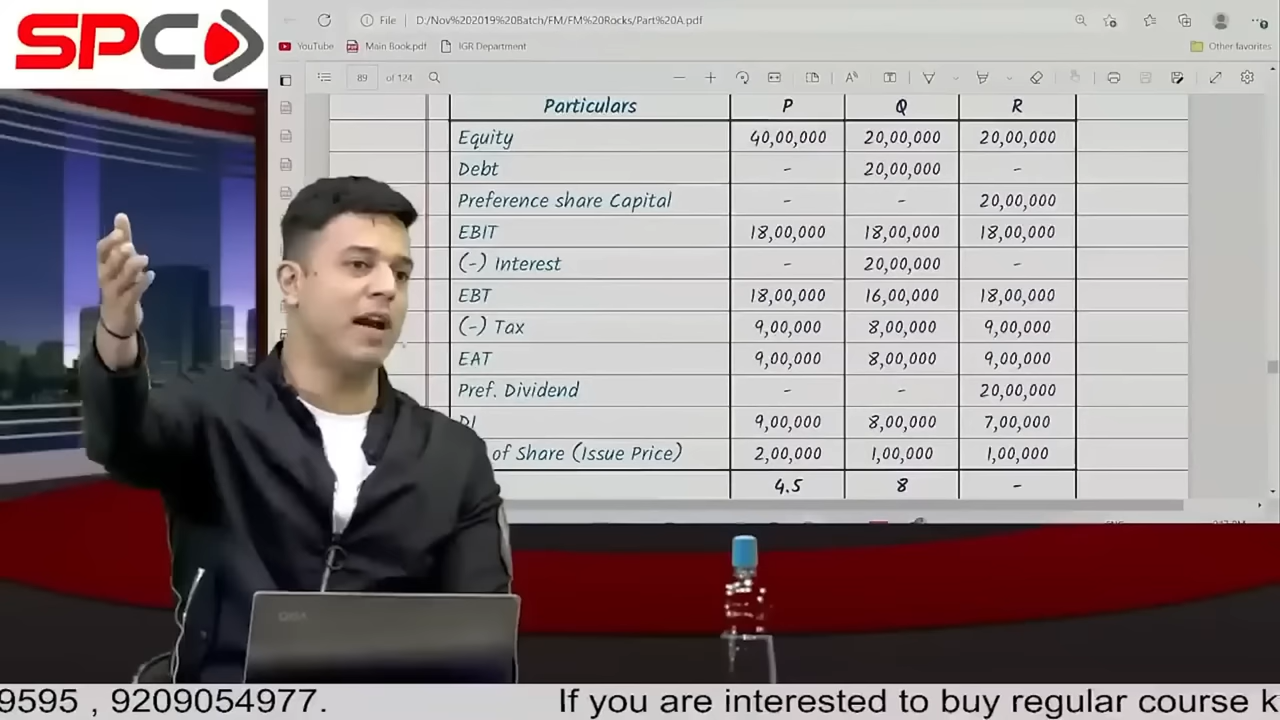 SPC
File D:/Nov%202019%20Batch/FM/FM%20Rocks/Part%20A.pdf
YouTube Main Book.pdf IGR Department Other favorites
89 of 124
Particulars P Q R
Equity 40,00,000 20,00,000 20,00,000
Debt - 20,00,000 -
Preference share Capital - - 20,00,000
EBIT 18,00,000 18,00,000 18,00,000
(-) Interest - 20,00,000 -
EBT 18,00,000 16,00,000 18,00,000
(-) Tax 9,00,000 8,00,000 9,00,000
EAT 9,00,000 8,00,000 9,00,000
Pref. Dividend - - 20,00,000
9,00,000 8,00,000 7,00,000
of Share (Issue Price) 2,00,000 1,00,000 1,00,000
4.5 8 -
9595 , 9209054977. If you are interested to buy regular course k